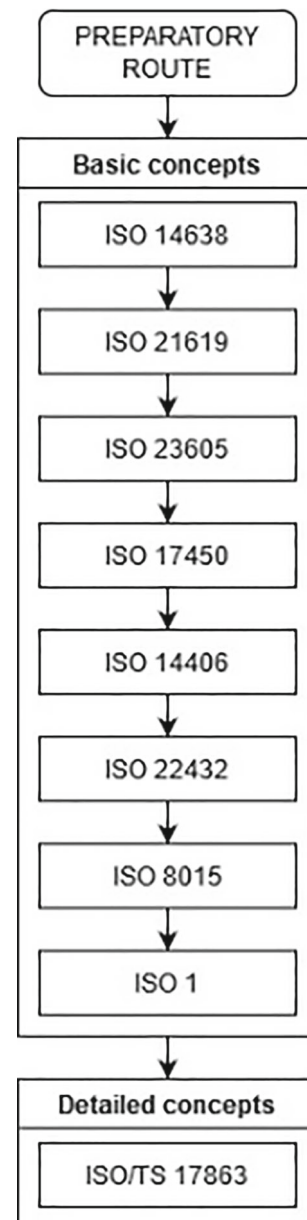 PREPARATORY
ROUTE
Basic concepts
ISO 14638
ISO 21619
ISO 23605
ISO 17450
ISO 14406
ISO 22432
ISO 8015
ISO 1
Detailed concepts
ISO/TS 17863